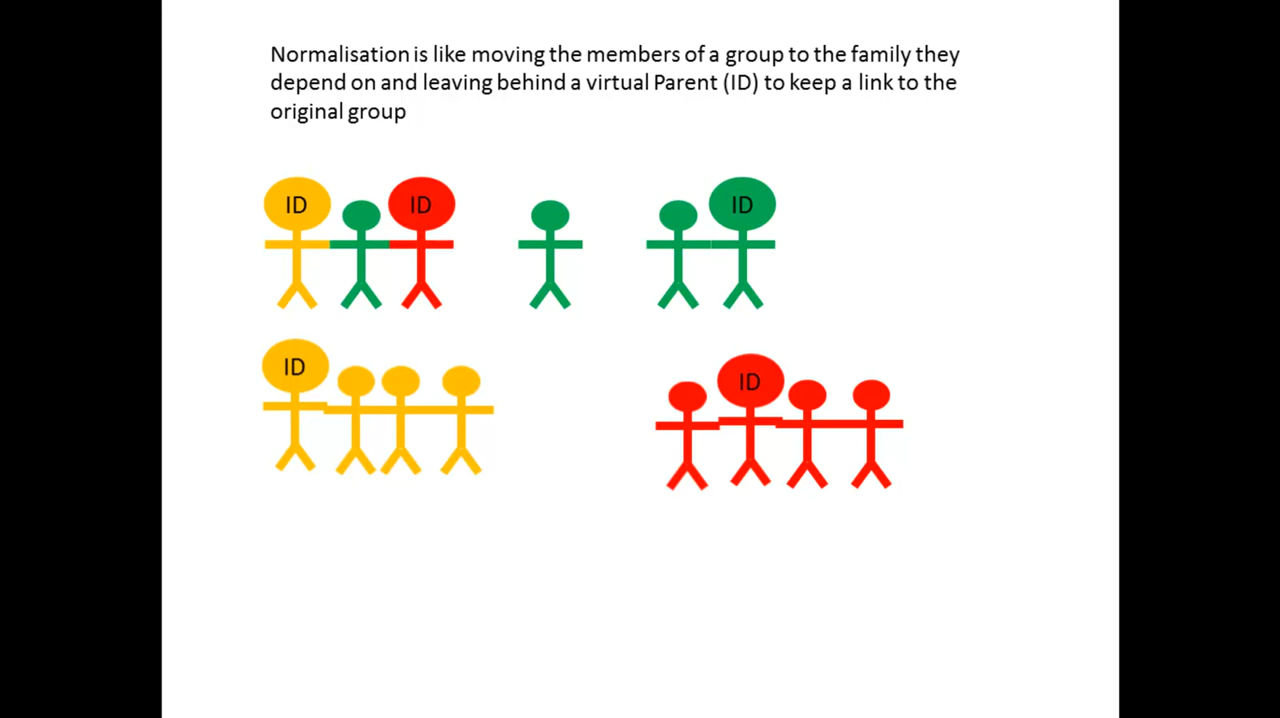 Normalisation is like moving the members of a group to the family they
depend on and leaving behind a virtual Parent (ID) to keep a link to the
original group
ID ID ID
ID
ID